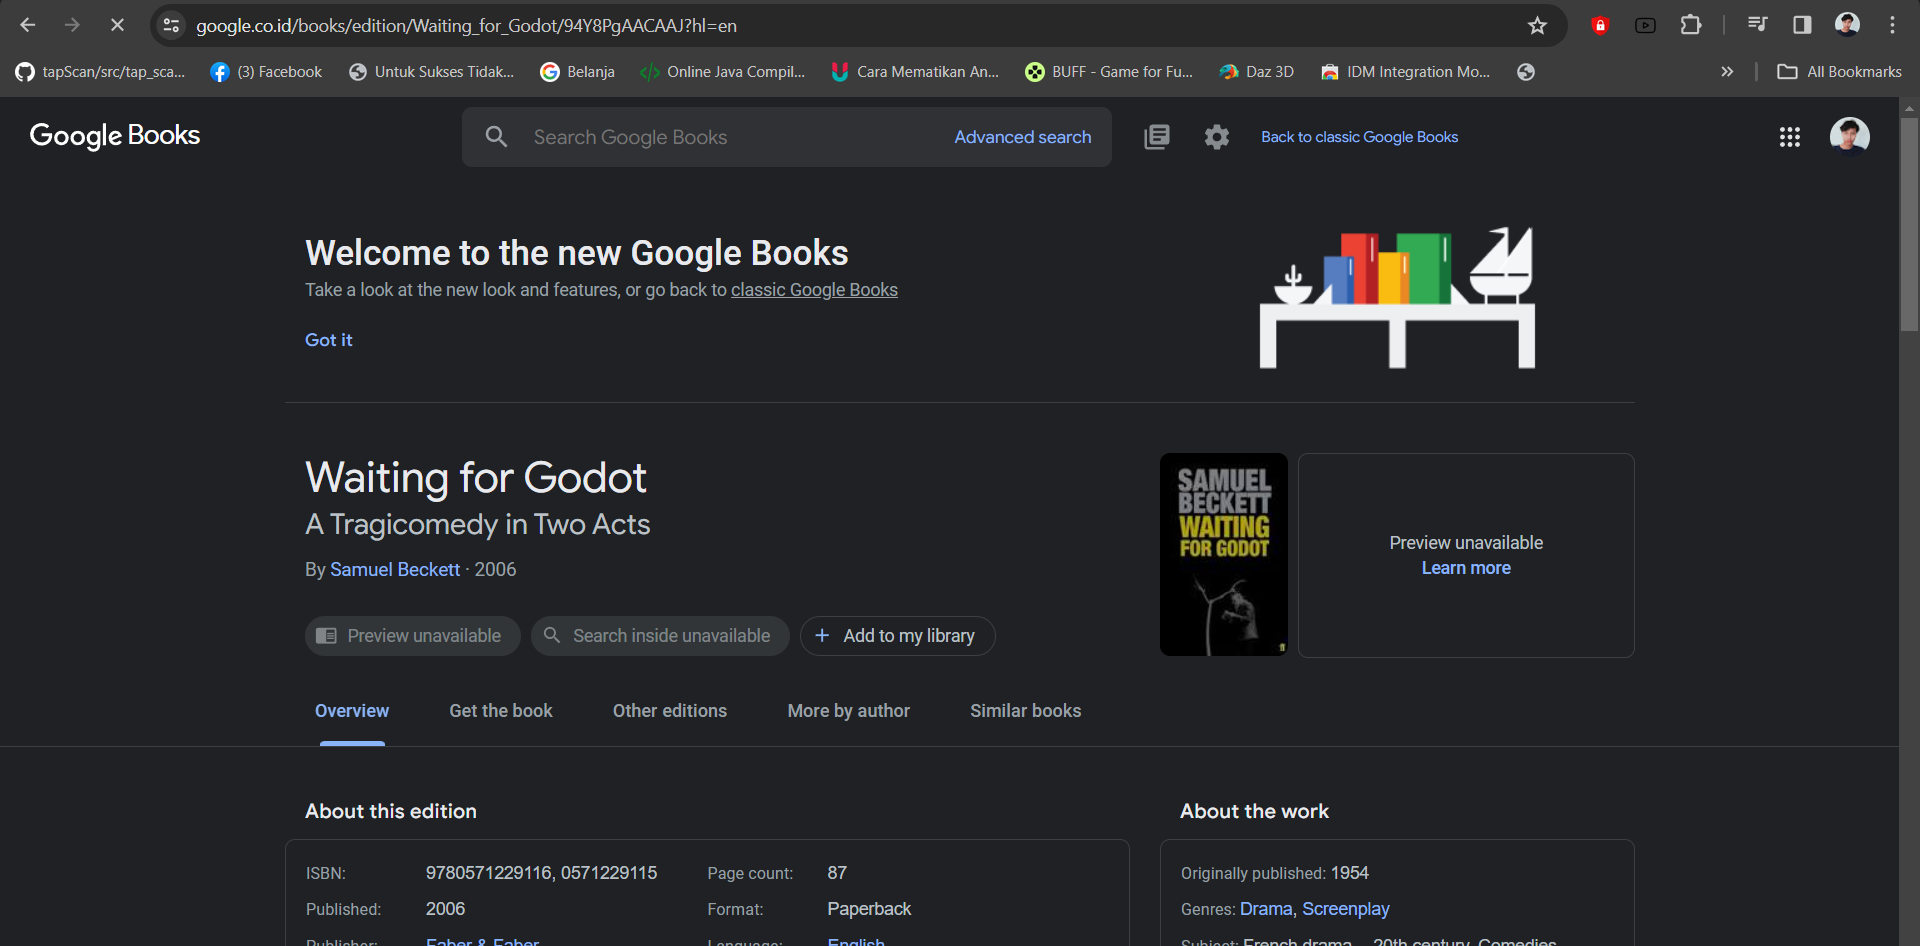 google.co.id/books/edition/Waiting_for_Godot/94Y8PgAACAAJ?hl=en
tapScan/src/tap_sca... (3) Facebook Untuk Sukses Tidak... Belanja Online Java Compil... Cara Mematikan An... BUFF - Game for Fu... Daz 3D IDM Integration Mo... All Bookmarks
Google Books Search Google Books Advanced search Back to classic Google Books
Welcome to the new Google Books
Take a look at the new look and features, or go back to classic Google Books
Got it
Waiting for Godot
A Tragicomedy in Two Acts
By Samuel Beckett · 2006
SAMUEL
BECKETT
WAITING
FOR GODOT
Preview unavailable
Learn more
Preview unavailable Search inside unavailable + Add to my library
Overview Get the book Other editions More by author Similar books
About this edition
ISBN: 9780571229116, 0571229115 Page count: 87
Published: 2006 Format: Paperback
Publisher: Faber & Faber Language: English
About the work
Originally published: 1954
Genres: Drama, Screenplay
Subject: French drama 20th century, Comedies